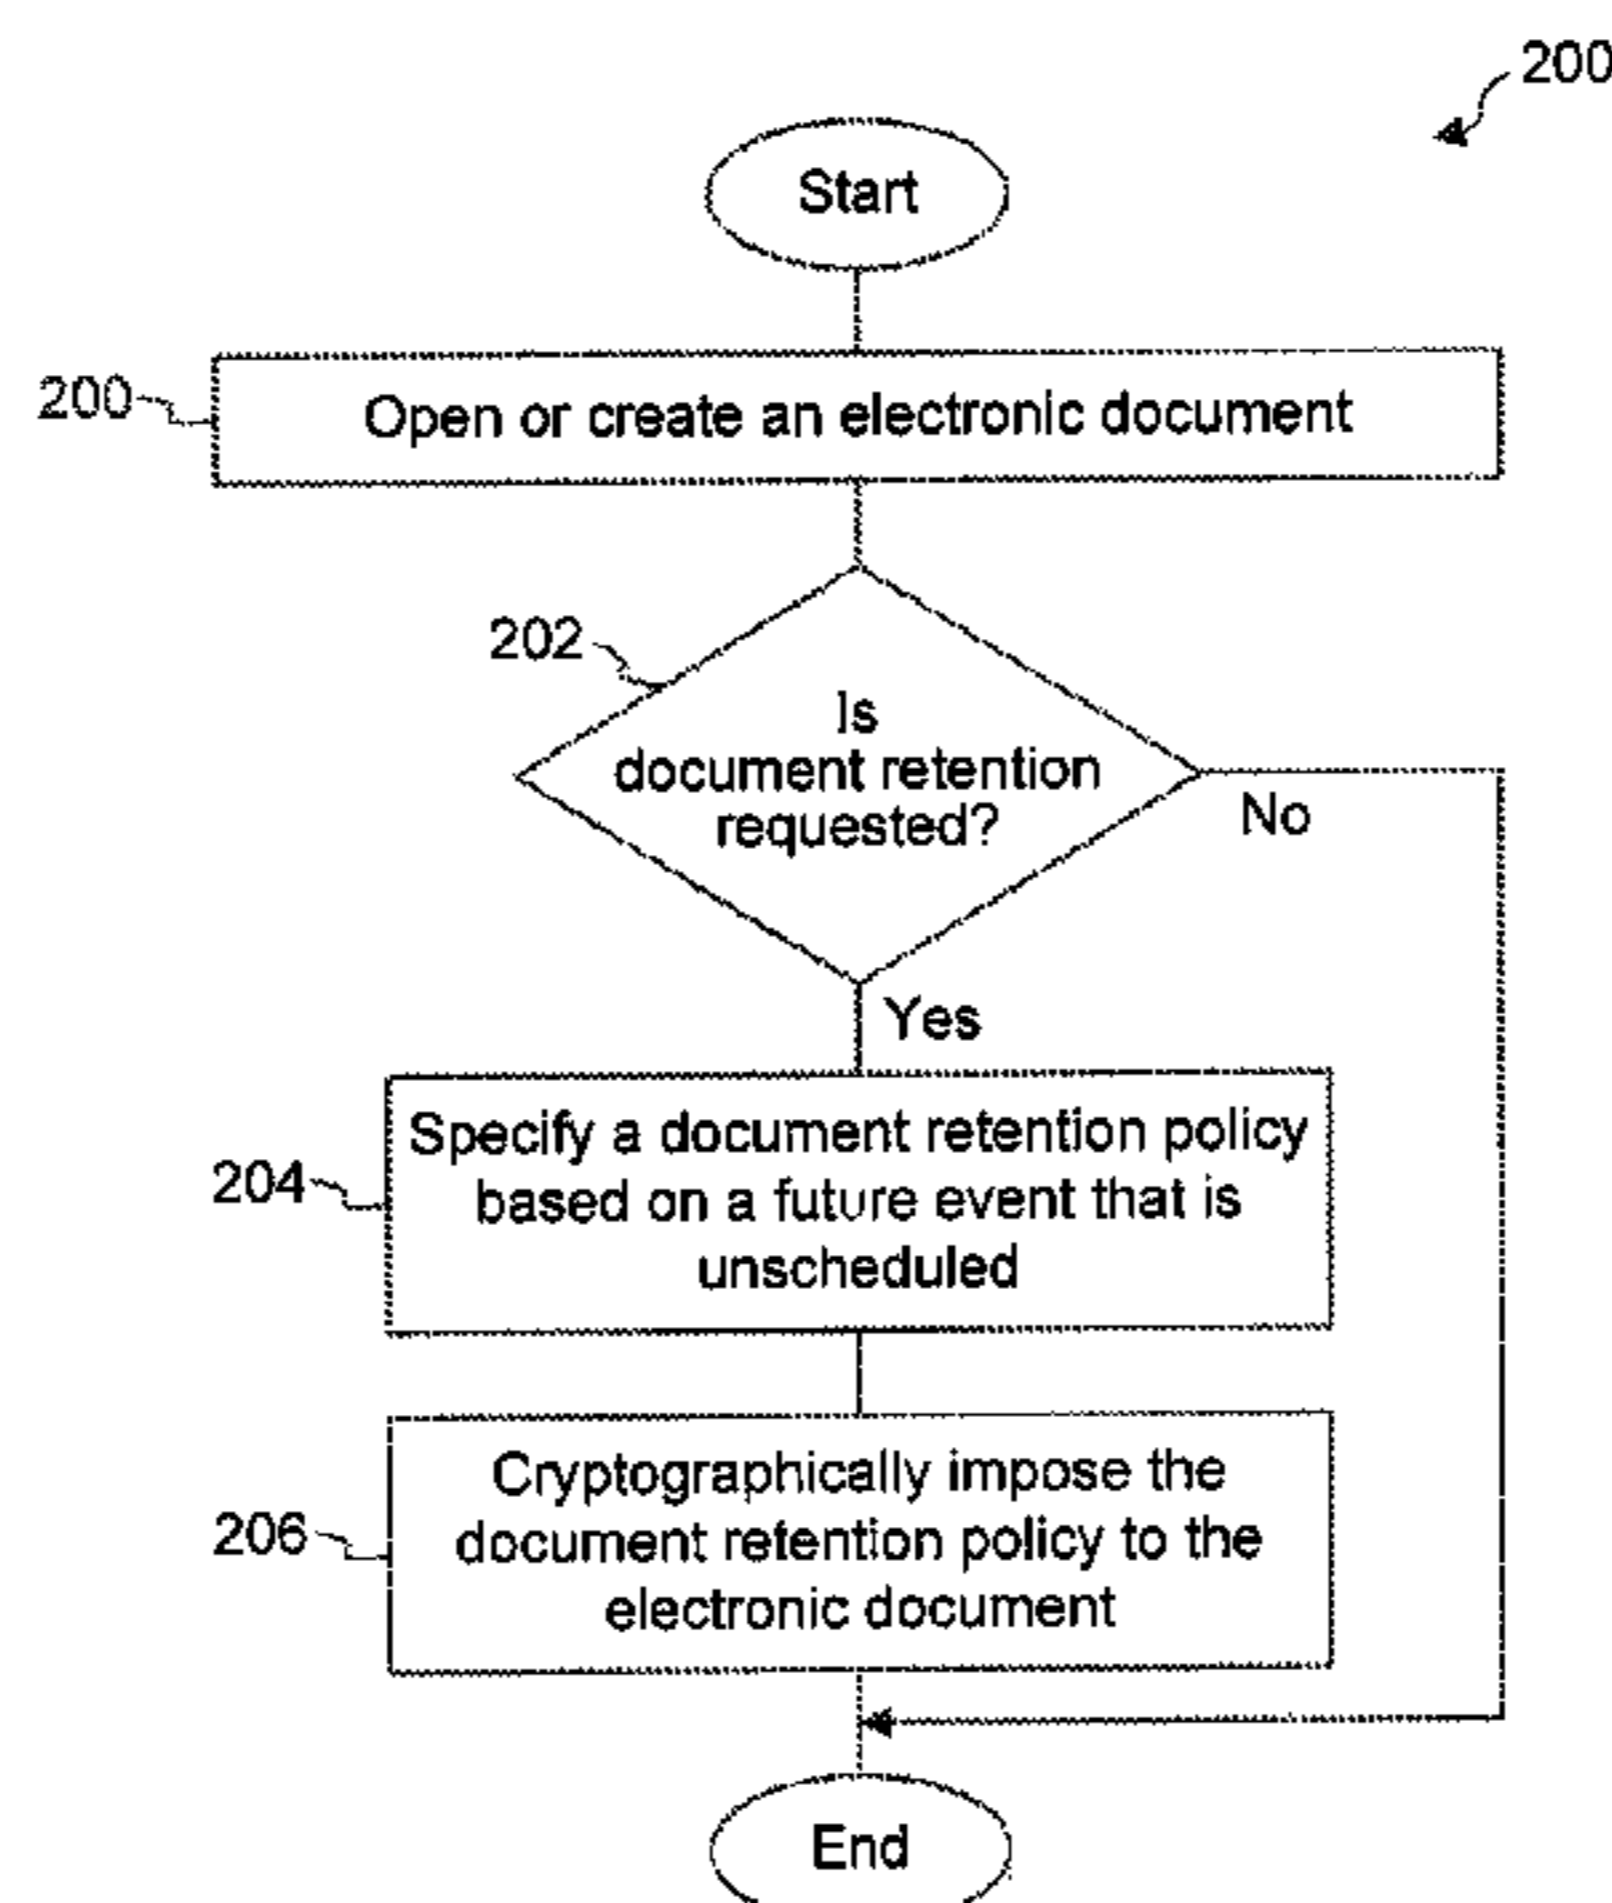 200
Start
200
Open or create an electronic document
202
Is
document retention
requested?
No
Yes
204
Specify a document retention policy
based on a future event that is
unscheduled
206
Cryptographically impose the
document retention policy to the
electronic document
End